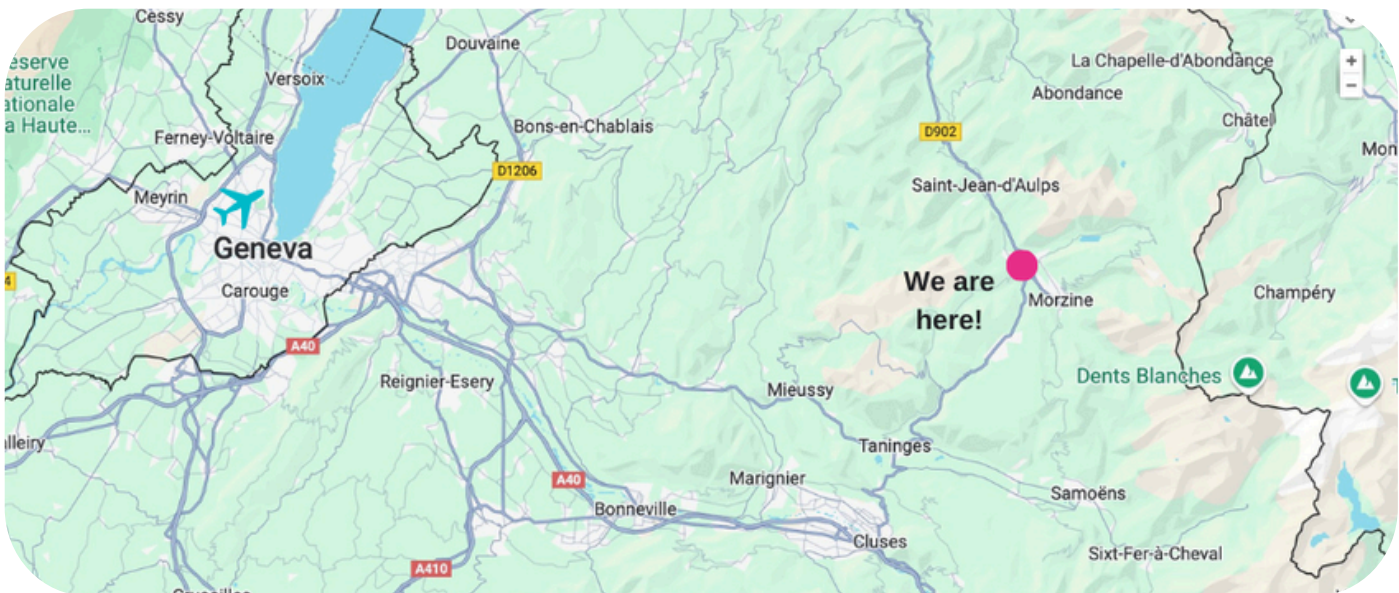 Cessy
Douvaine
La Chapelle-d'Abondance
eserve
aturelle
ationale
a Haute...
Versoix
Abondance
Châtel
Ferney-Voltaire
Bons-en-Chablais
D902
Mon
D1206
Saint-Jean-d'Aulps
Meyrin
Geneva
4
Carouge
We are
here!
Morzine
Champéry
A40
Reignier-Esery
Mieussy
Dents Blanches
T
alleiry
Taninges
Marignier
Samoëns
A40
Bonneville
Cluses
Sixt-Fer-à-Cheval
A410